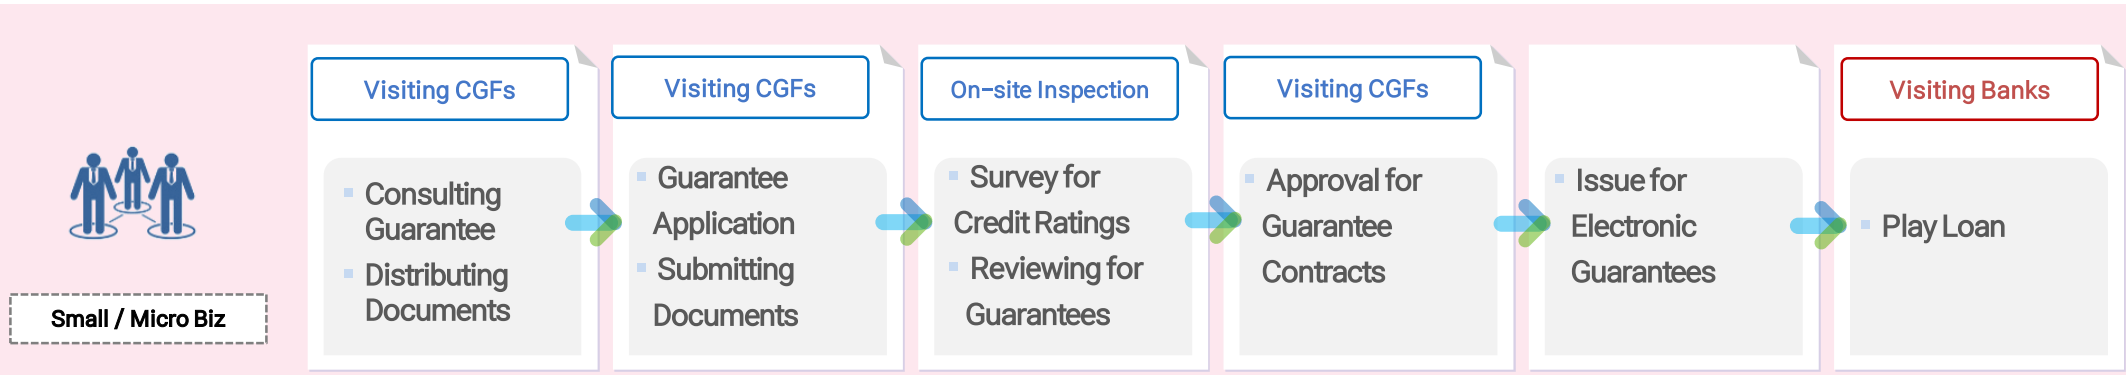 Small / Micro Biz
Visiting CGFs
Consulting
Guarantee
Distributing
Documents
Visiting CGFs
Guarantee
Application
Submitting
Documents
On-site Inspection
Survey for
Credit Ratings
Reviewing for
Guarantees
Visiting CGFs
Approval for
Guarantee
Contracts
Issue for
Electronic
Guarantees
Visiting Banks
Play Loan